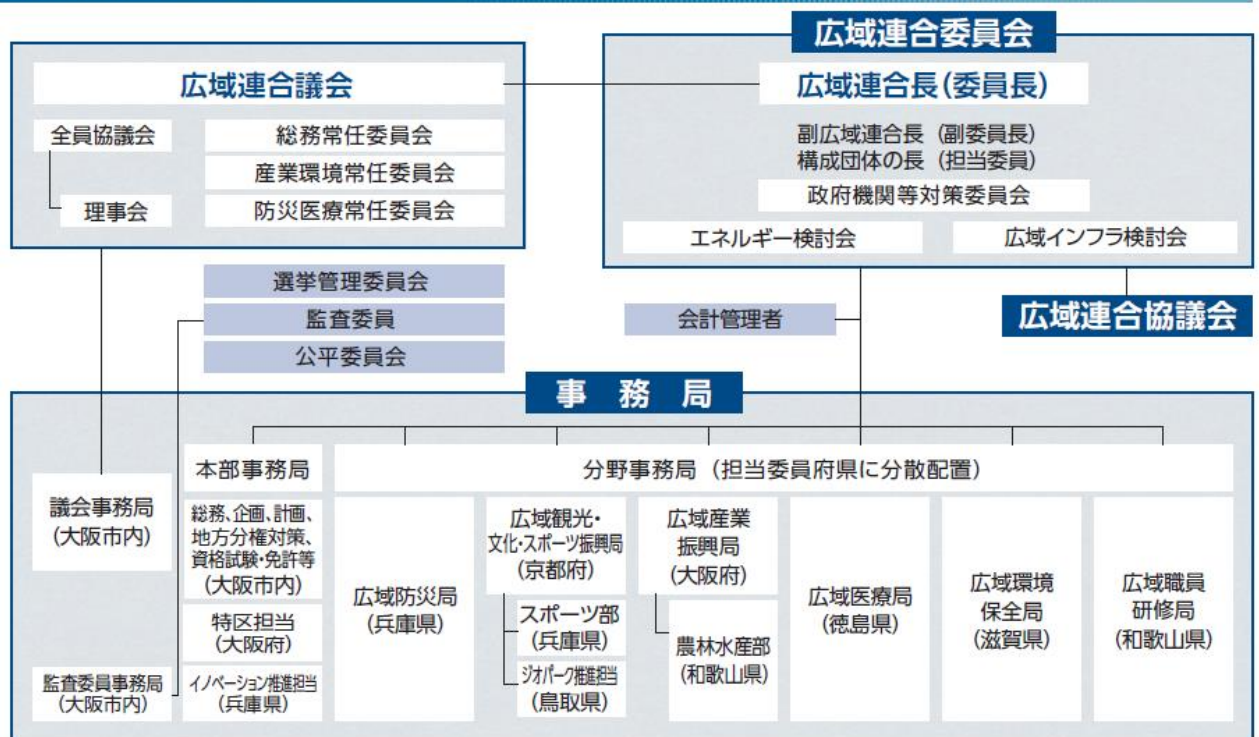 広域連合委員会
広域連合議会
全員協議会
理事会
総務常任委員会
産業環境常任委員会
防災医療常任委員会
広域連合長(委員長)
副広域連合長(副委員長)
構成団体の長(担当委員)
政府機関等対策委員会
エネルギー検討会
広域インフラ検討会
選挙管理委員会
監査委員
公平委員会
会計管理者
広域連合協議会
事務局
議会事務局
(大阪市内)
監査委員事務局
(大阪市内)
本部事務局
総務、企画、計画、
地方分権対策、
資格試験・免許等
(大阪市内)
特区担当
(大阪府)
イノベーション推進担当
(兵庫県)
分野事務局(担当委員府県に分散配置)
広域防災局
(兵庫県)
広域観光・
文化・スポーツ振興局
(京都府)
スポーツ部
(兵庫県)
ジオパーク推進担当
(鳥取県)
広域産業
振興局
(大阪府)
農林水産部
(和歌山県)
広域医療局
(徳島県)
広域環境
保全局
(滋賀県)
広域職員
研修局
(和歌山県)